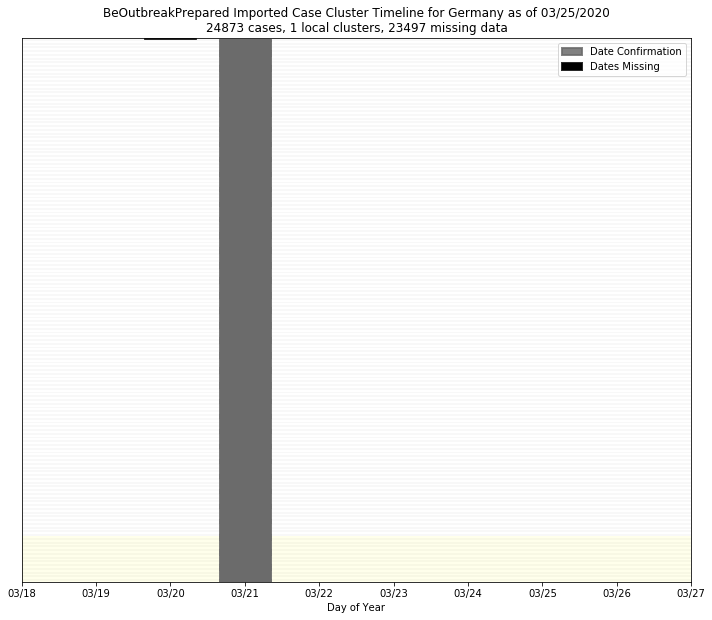 BeOutbreakPrepared Imported Case Cluster Timeline for Germany as of 03/25/2020
24873 cases, 1 local clusters, 23497 missing data
Date Confirmation
Dates Missing
03/18 03/19 03/20 03/21 03/22 03/23 03/24 03/25 03/26 03/27
Day of Year